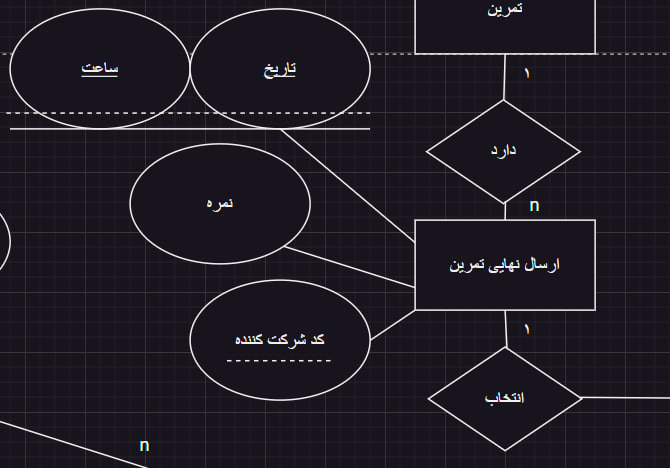 تمرین
ساعت
تاریخ
۱
دارد
نمره
n
ارسال نهایی تمرین
۱
کد شرکت کننده
انتخاب
n